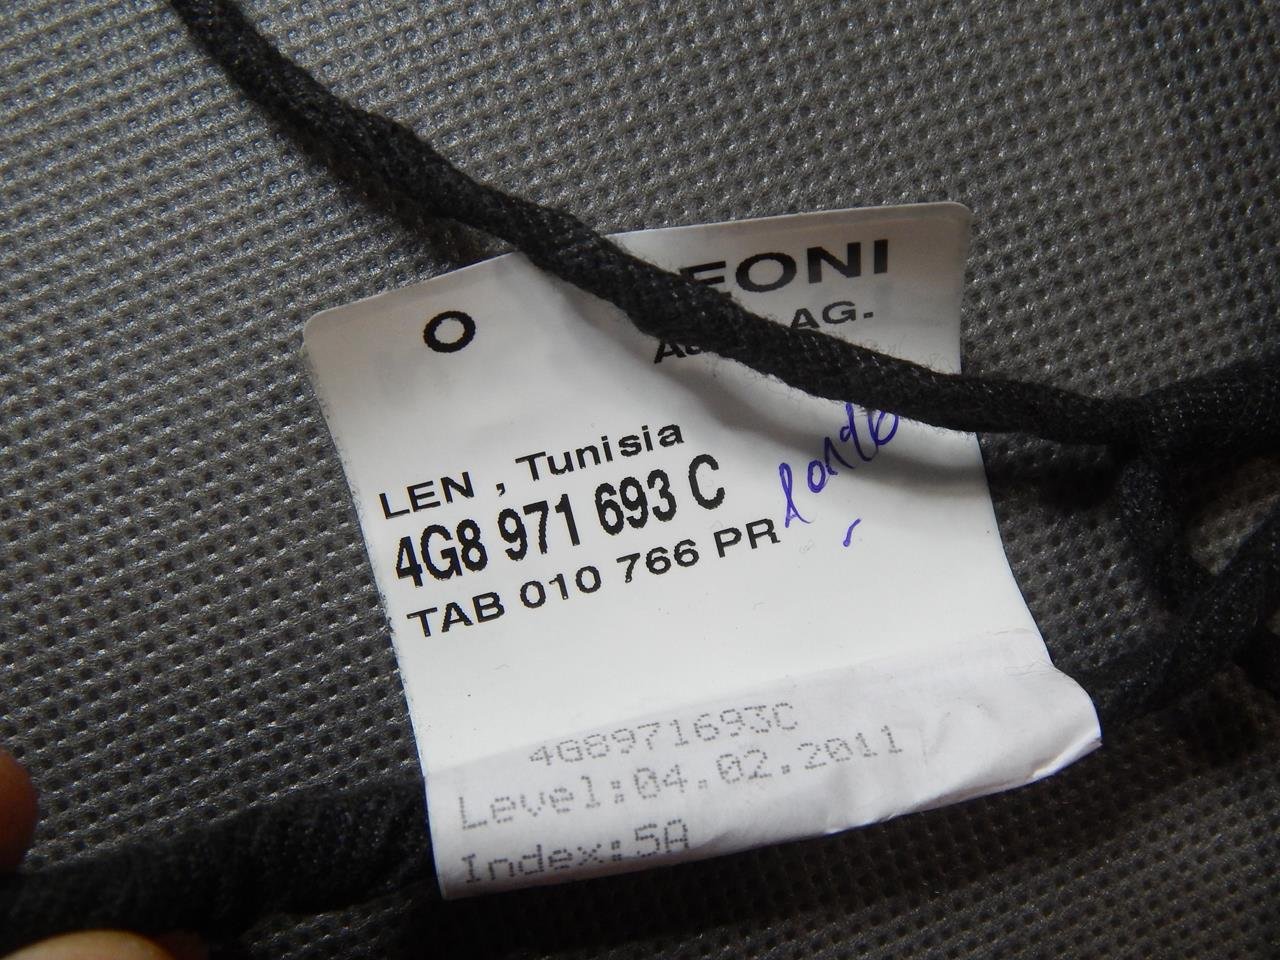 O
EONI
AG.
LEN , Tunisia
4G8 971 693 C
TAB 010 766 PR
4G8971693C
Level:04.02.2011
Index:5A